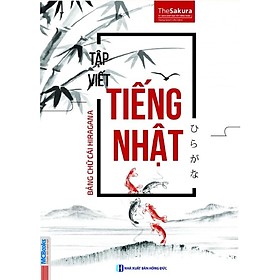 TheSakura
TẬP
VIẾT
TIẾNG
NHẬT
BẢNG CHỮ CÁI HIRAGANA
ひらがな
MCBooks
NHÀ XUẤT BẢN HỒNG ĐỨC